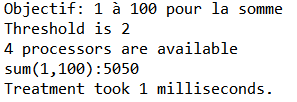 Objectif: 1 à 100 pour la somme
Threshold is 2
4 processors are available
sum(1,100):5050
Treatment took 1 milliseconds.